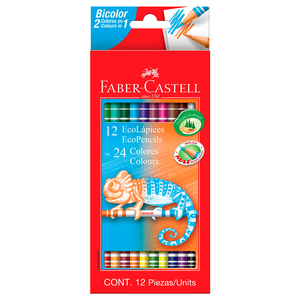 Bicolor
2 Colores en 1
Colours in 1
FABER-CASTELL
since 1761
12 EcoLápices
EcoPencils
24 Colores
Colours
CONT. 12 Piezas/Units